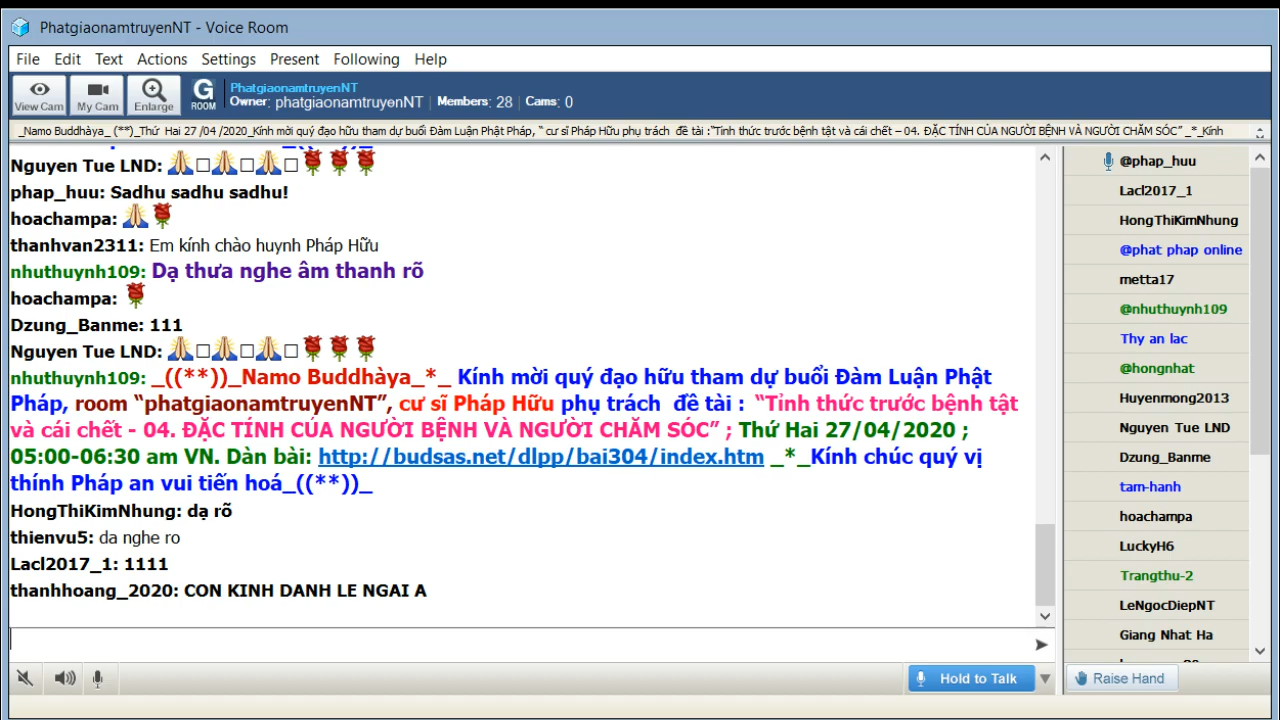 PhatgiaonamtruyenNT - Voice Room
File Edit Text Actions Settings Present Following Help
View Cam My Cam Enlarge G ROOM
PhatgiaonamtruyenNT
Owner: phatgiaonamtruyenNT | Members: 28 | Cams: 0
_Namo Buddhàya_ (**)_Thứ Hai 27 /04 /2020_Kính mời quý đạo hữu tham dự buổi Đàm Luận Phật Pháp, “ cư sĩ Pháp Hữu phụ trách đề tài :“Tỉnh thức trước bệnh tật và cái chết – 04. ĐẶC TÍNH CỦA NGƯỜI BỆNH VÀ NGƯỜI CHĂM SÓC” _*_Kính
Nguyen Tue LND: 🙏□🙏□🙏□🌹🌹🌹
phap_huu: Sadhu sadhu sadhu!
hoachampa: 🙏🌹
thanhvan2311: Em kính chào huynh Pháp Hữu
nhuthuynh109: Dạ thưa nghe âm thanh rõ
hoachampa: 🌹
Dzung_Banme: 111
Nguyen Tue LND: 🙏□🙏□🙏□🌹🌹🌹
nhuthuynh109: _((**))_Namo Buddhàya_*_ Kính mời quý đạo hữu tham dự buổi Đàm Luận Phật
Pháp, room “phatgiaonamtruyenNT”, cư sĩ Pháp Hữu phụ trách đề tài : “Tỉnh thức trước bệnh tật
và cái chết - 04. ĐẶC TÍNH CỦA NGƯỜI BỆNH VÀ NGƯỜI CHĂM SÓC” ; Thứ Hai 27/04/2020 ;
05:00-06:30 am VN. Dàn bài: http://budsas.net/dlpp/bai304/index.htm _*_Kính chúc quý vị
thính Pháp an vui tiến hoá_((**))_
HongThiKimNhung: dạ rõ
thienvu5: da nghe ro
Lacl2017_1: 1111
thanhhoang_2020: CON KINH DANH LE NGAI A
Hold to Talk
@phap_huu
Lacl2017_1
HongThiKimNhung
@phat phap online
metta17
@nhuthuynh109
Thy an lac
@hongnhat
Huyenmong2013
Nguyen Tue LND
Dzung_Banme
tam-hanh
hoachampa
LuckyH6
Trangthu-2
LeNgocDiepNT
Giang Nhat Ha
Raise Hand